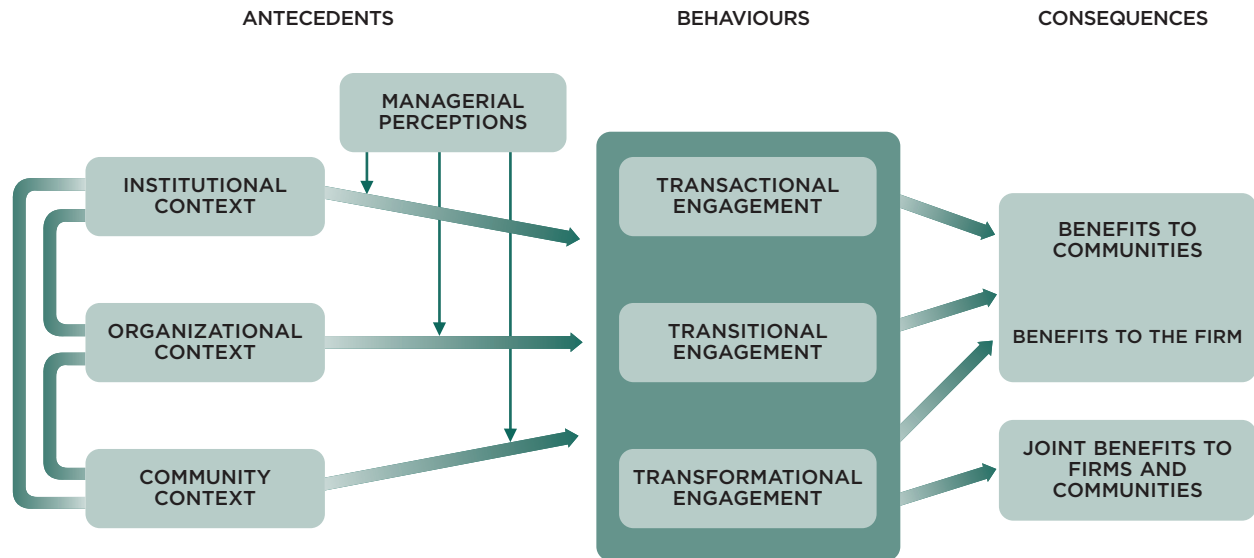 ANTECEDENTS
BEHAVIOURS
CONSEQUENCES
MANAGERIAL
PERCEPTIONS
INSTITUTIONAL
CONTEXT
ORGANIZATIONAL
CONTEXT
COMMUNITY
CONTEXT
TRANSACTIONAL
ENGAGEMENT
TRANSITIONAL
ENGAGEMENT
TRANSFORMATIONAL
ENGAGEMENT
BENEFITS TO
COMMUNITIES
BENEFITS TO THE FIRM
JOINT BENEFITS TO
FIRMS AND
COMMUNITIES